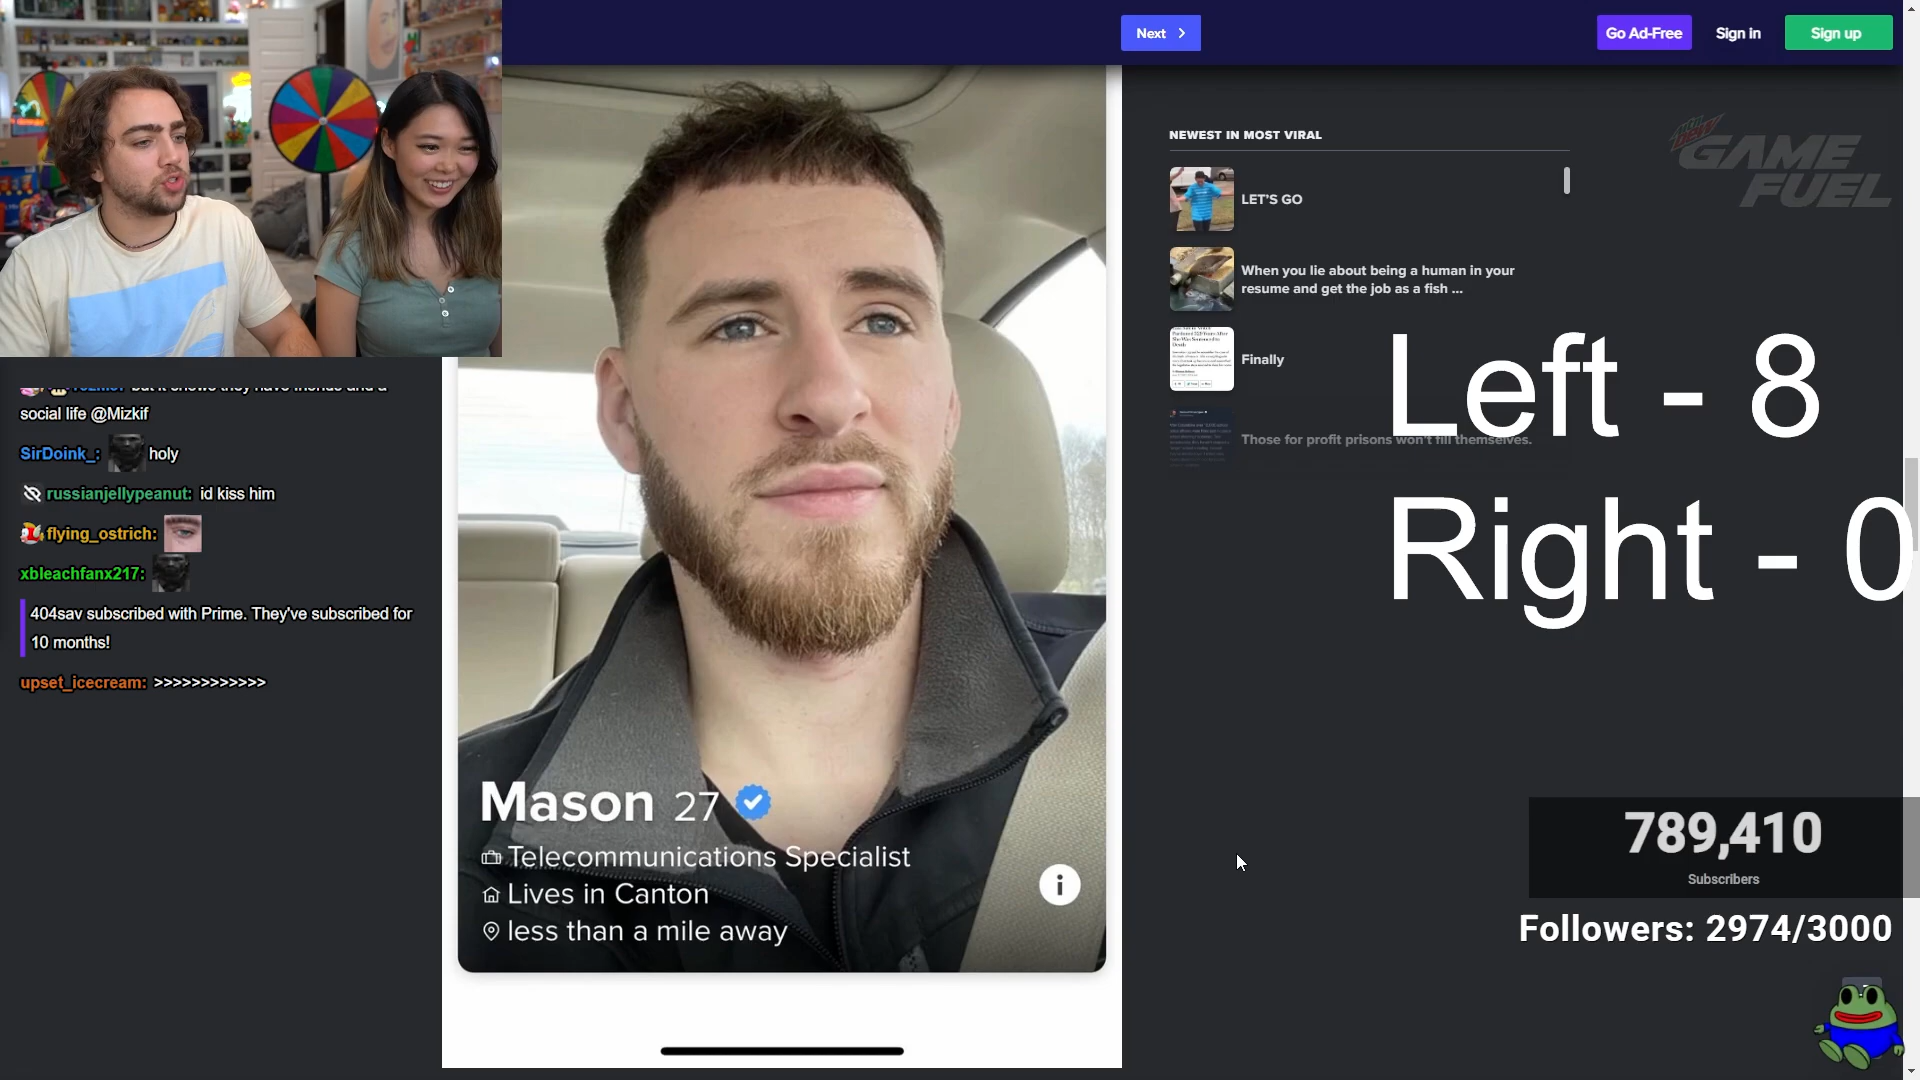 Next
Go Ad-Free
Sign in
Sign up
NEWEST IN MOST VIRAL
LET'S GO
When you lie about being a human in your
resume and get the job as a fish ...
Finally
Those for profit prisons won't fill themselves.
GAME
FUEL
Left - 8
Right - 0
social life @Mizkif
SirDoink_: holy
russianjellypeanut: id kiss him
flying_ostrich:
xbleachfanx217:
404sav subscribed with Prime. They've subscribed for
10 months!
upset_icecream: >>>>>>>>>>>>
Mason 27
Telecommunications Specialist
Lives in Canton
less than a mile away
789,410
Subscribers
Followers: 2974/3000